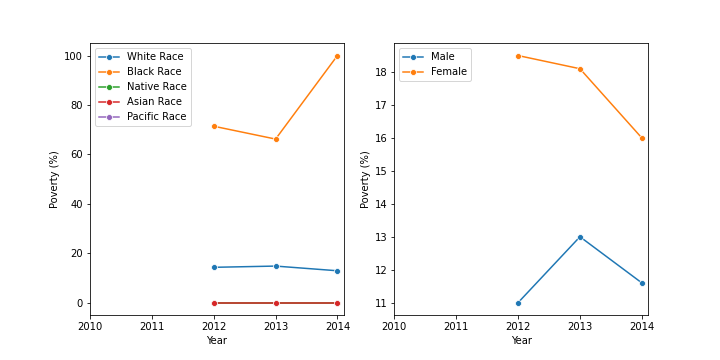 White Race
Black Race
Native Race
Asian Race
Pacific Race
Poverty (%)
100
80
60
40
20
0
2010 2011 2012 2013 2014
Year
Male
Female
Poverty (%)
18
17
16
15
14
13
12
11
2010 2011 2012 2013 2014
Year